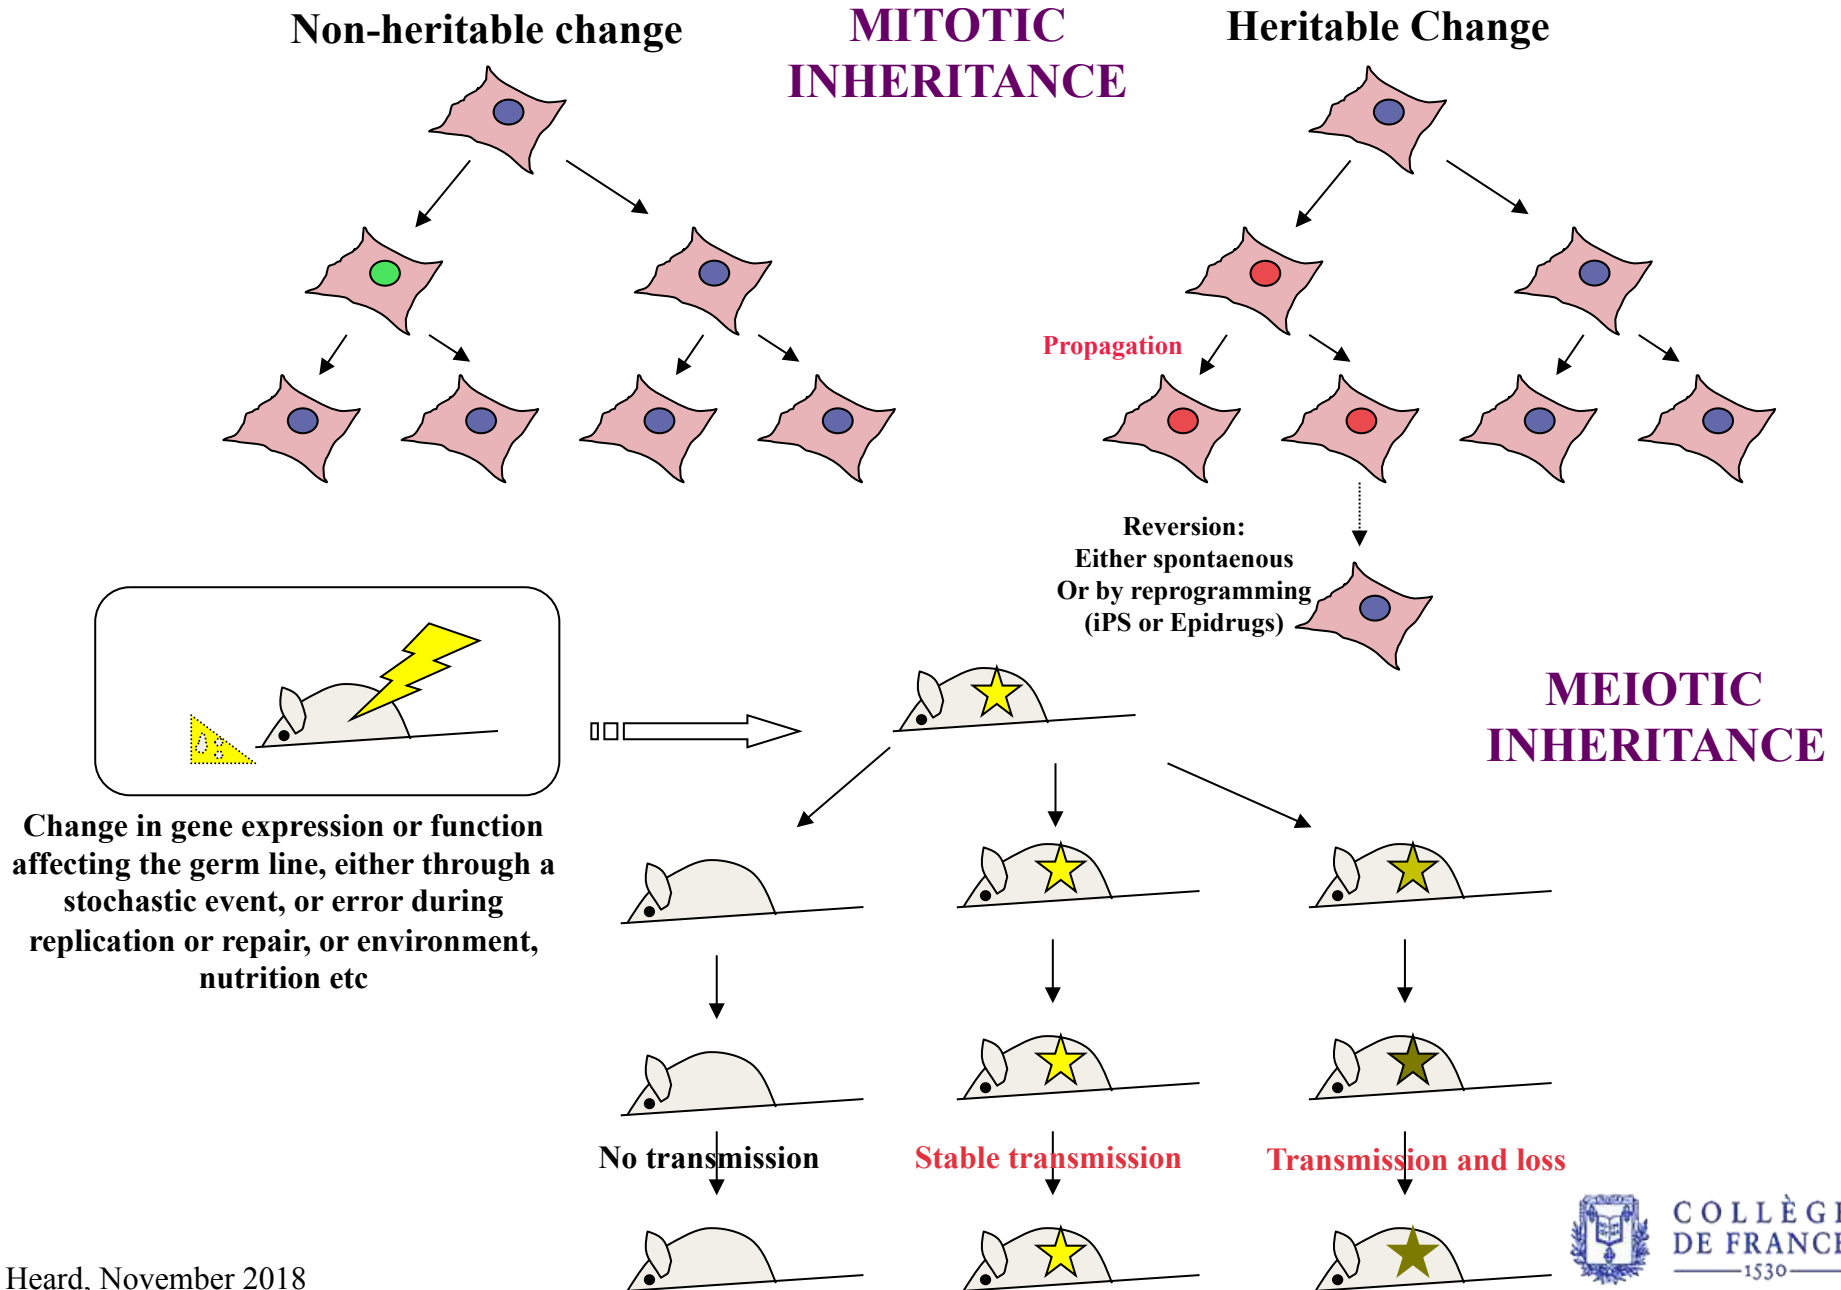 Non-heritable change
MITOTIC
INHERITANCE
Heritable Change
Propagation
Reversion:
Either spontaenous
Or by reprogramming
(iPS or Epidrugs)
MEIOTIC
INHERITANCE
Change in gene expression or function
affecting the germ line, either through a
stochastic event, or error during
replication or repair, or environment,
nutrition etc
No transmission
Stable transmission
Transmission and loss
Heard, November 2018
COLLÈGE
DE FRANCE
1530